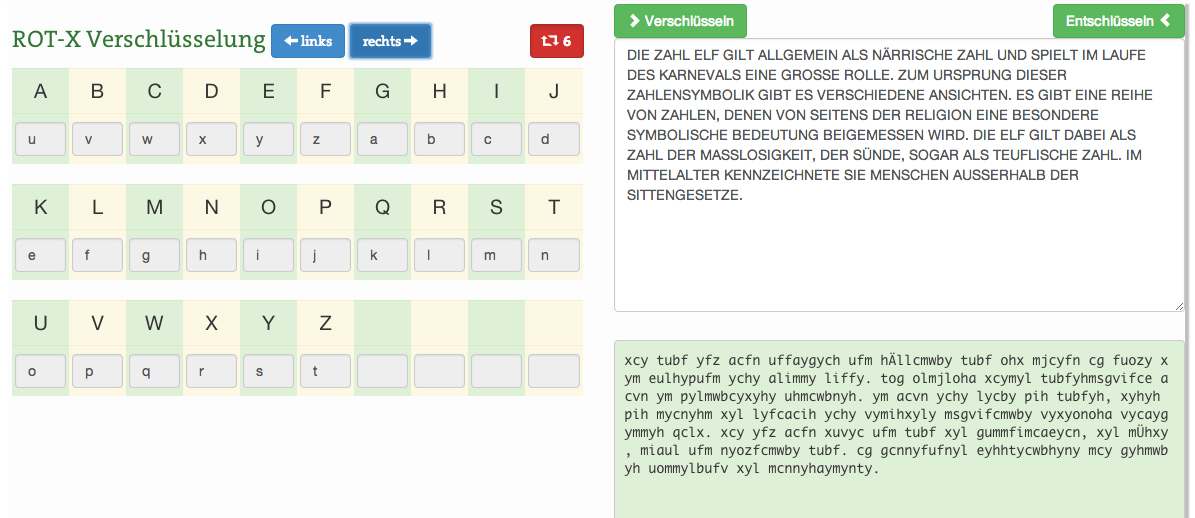 ROT-X Verschlüsselung links rechts 6
A B C D E F G H I J
u v w x y z a b c d
K L M N O P Q R S T
e f g h i j k l m n
U V W X Y Z
o p q r s t
Verschlüsseln Entschlüsseln
DIE ZAHL ELF GILT ALLGEMEIN ALS NÄRRISCHE ZAHL UND SPIELT IM LAUFE
DES KARNEVALS EINE GROSSE ROLLE. ZUM URSPRUNG DIESER
ZAHLENSYMBOLIK GIBT ES VERSCHIEDENE ANSICHTEN. ES GIBT EINE REIHE
VON ZAHLEN, DENEN VON SEITENS DER RELIGION EINE BESONDERE
SYMBOLISCHE BEDEUTUNG BEIGEMESSEN WIRD. DIE ELF GILT DABEI ALS
ZAHL DER MASSLOSIGKEIT, DER SÜNDE, SOGAR ALS TEUFLISCHE ZAHL. IM
MITTELALTER KENNZEICHNETE SIE MENSCHEN AUSSERHALB DER
SITTENGESETZE.
xcy tubf yfz acfn uffaygych ufm hÄllcmwby tubf ohx mjcyfn cg fuozy x
ym eulhypufm ychy alimmy liffy. tog olmjloha xcymyl tubfyhmsgvifce a
cvn ym pylmwbcyxyhy uhmcwbnyh. ym acvn ychy lycby pih tubfyh, xyhyh
pih mycnyhm xyl lyfcacih ychy vymihxyly msgvifcmwby vyxyonoha vycayg
ymmyh qclx. xcy yfz acfn xuvyc ufm tubf xyl gummfimcaeycn, xyl mÜhxy
, miaul ufm nyozfcmwby tubf. cg gcnnyfufnyl eyhhtycwbhyny mcy gyhmwb
yh uommylbufv xyl mcnnyhaymynty.